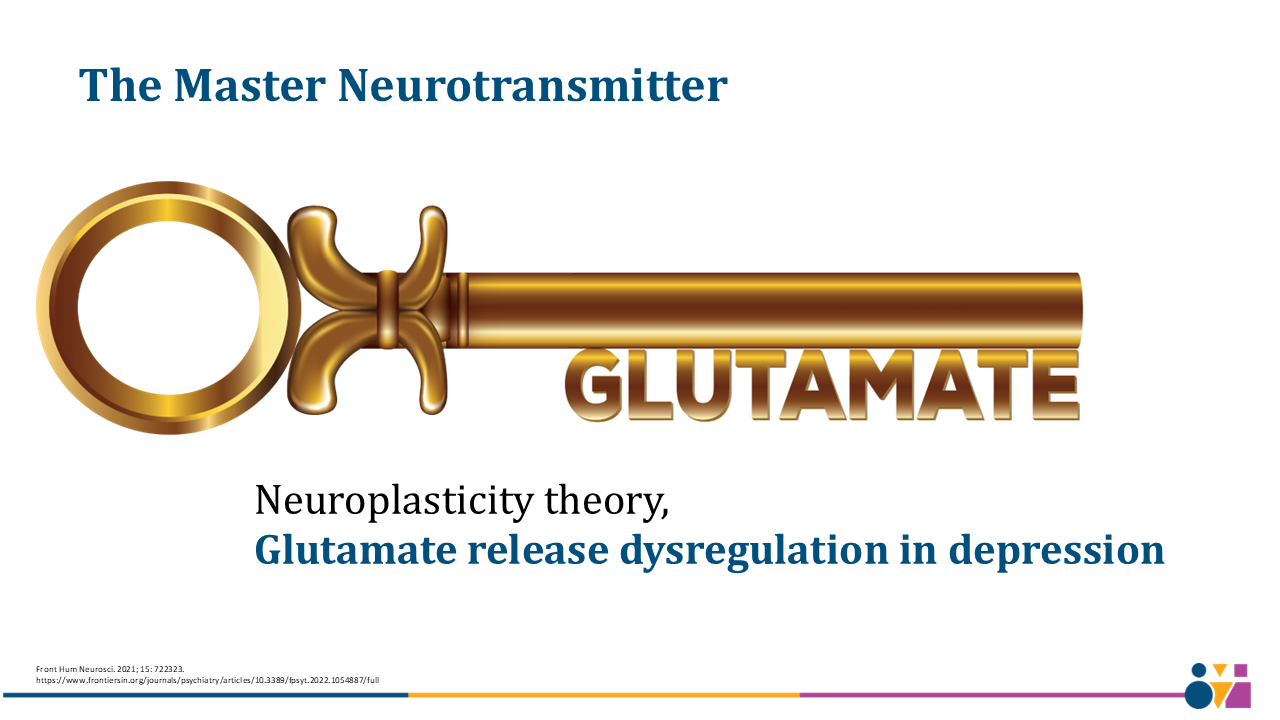 The Master Neurotransmitter
GLUTAMATE
Neuroplasticity theory,
Glutamate release dysregulation in depression
Front Hum Neurosci. 2021; 15: 722323.
https://www.frontiersin.org/journals/psychiatry/articles/10.3389/fpsyt.2022.1054887/full